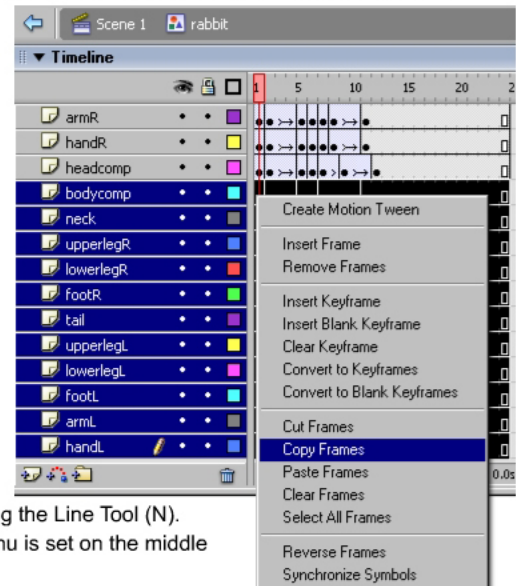 Scene 1 rabbit
Timeline
1 5 10 15 20 2
armR
handR
headcomp
bodycomp
neck
upperlegR
lowerlegR
footR
tail
upperlegL
lowerlegL
footL
armL
handL
Create Motion Tween
Insert Frame
Remove Frames
Insert Keyframe
Insert Blank Keyframe
Clear Keyframe
Convert to Keyframes
Convert to Blank Keyframes
Cut Frames
Copy Frames
Paste Frames
Clear Frames
Select All Frames
Reverse Frames
Synchronize Symbols
0.0s
g the Line Tool (N).
nu is set on the middle